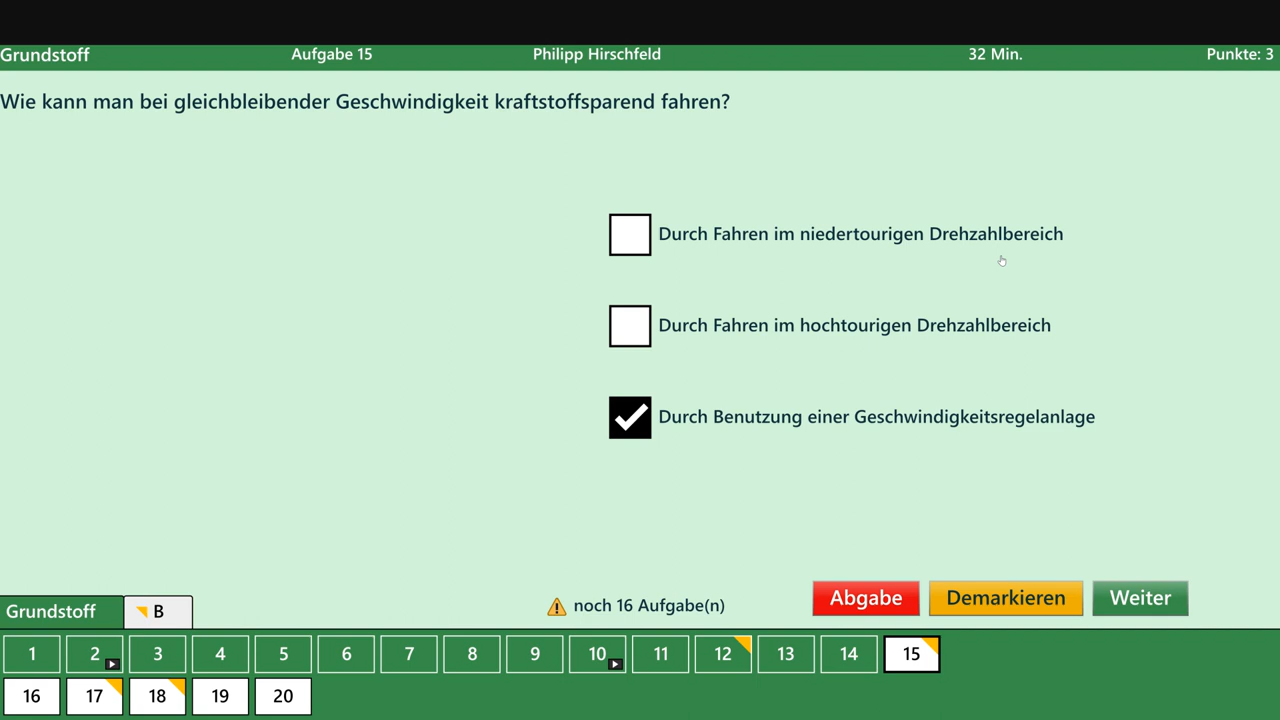 Grundstoff Aufgabe 15 Philipp Hirschfeld 32 Min. Punkte: 3
Wie kann man bei gleichbleibender Geschwindigkeit kraftstoffsparend fahren?
Durch Fahren im niedertourigen Drehzahlbereich
Durch Fahren im hochtourigen Drehzahlbereich
Durch Benutzung einer Geschwindigkeitsregelanlage
Grundstoff B noch 16 Aufgabe(n) Abgabe Demarkieren Weiter
1 2 3 4 5 6 7 8 9 10 11 12 13 14 15
16 17 18 19 20